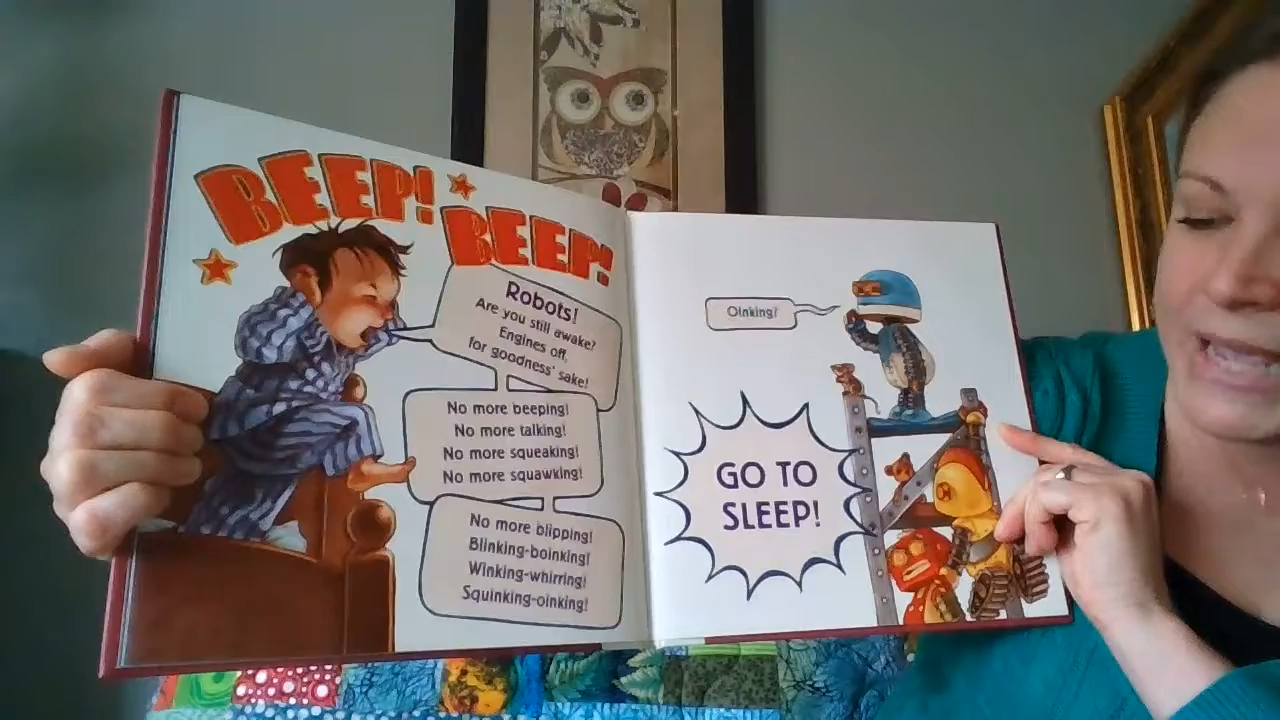 BEEP!
BEEP!
Robots!
Are you still awake?
Engines off,
for goodness' sake!
No more beeping!
No more talking!
No more squeaking!
No more squawking!
No more blipping!
Blinking-boinking!
Winking-whirring!
Squinking-oinking!
Oinking?
GO TO
SLEEP!